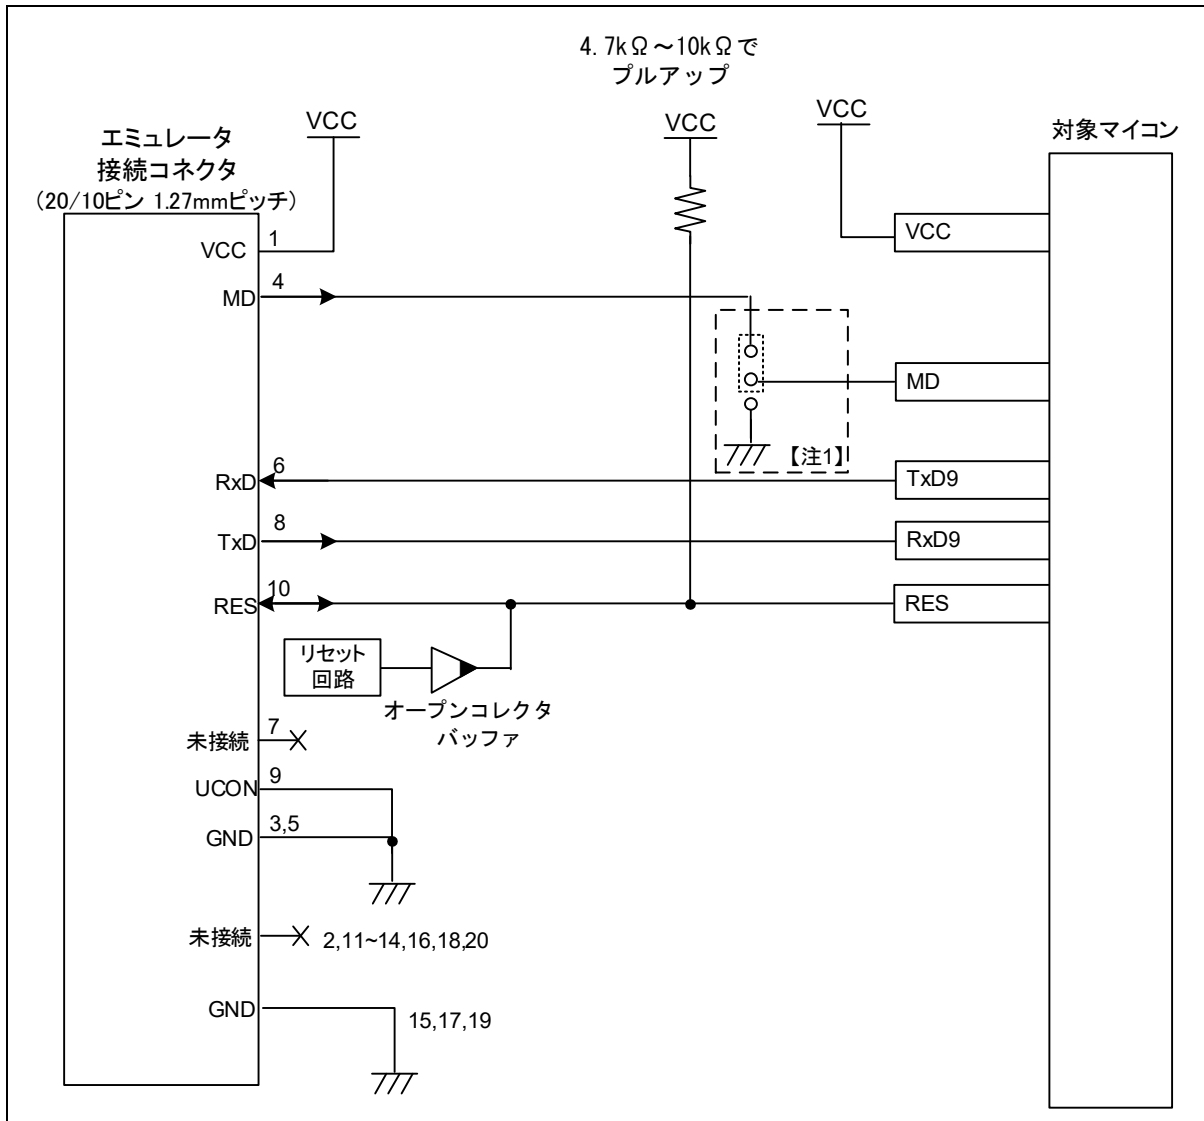 4.7kΩ～10kΩで
プルアップ
VCC
VCC
VCC
エミュレータ
接続コネクタ
（20/10ピン 1.27mmピッチ）
対象マイコン
VCC
1
VCC
MD
4
MD
【注1】
RxD
6
TxD9
TxD
8
RxD9
RES
10
RES
リセット
回路
オープンコレクタ
バッファ
未接続
7
UCON
9
GND
3,5
未接続
2,11~14,16,18,20
GND
15,17,19